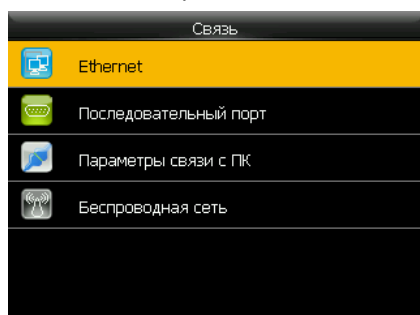 Связь
Ethernet
Последовательный порт
Параметры связи с ПК
Беспроводная сеть